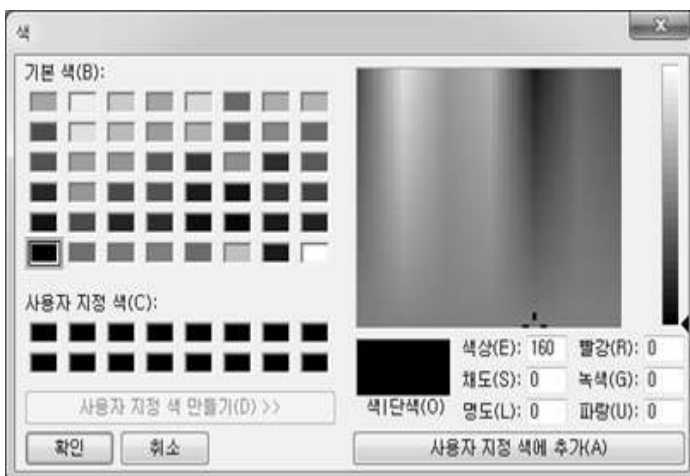 색
기본 색(B):
사용자 지정 색(C):
사용자 지정 색 만들기(D) >>
확인
취소
색상(E): 160
빨강(R): 0
채도(S): 0
녹색(G): 0
색|단색(O)
명도(L): 0
파랑(U): 0
사용자 지정 색에 추가(A)